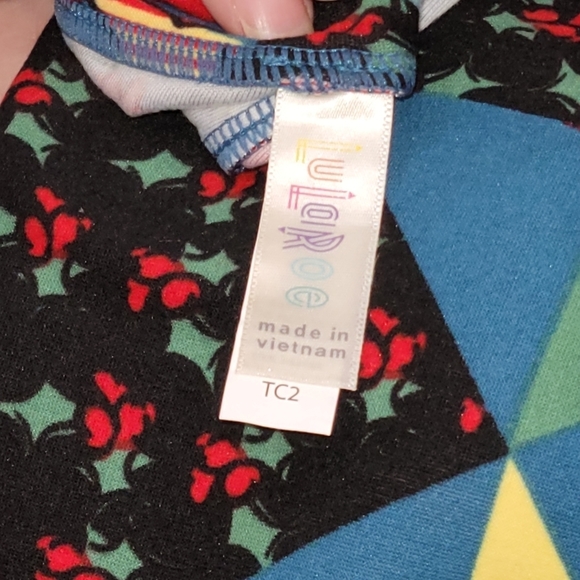 LuLaRoe
made in
vietnam
TC2